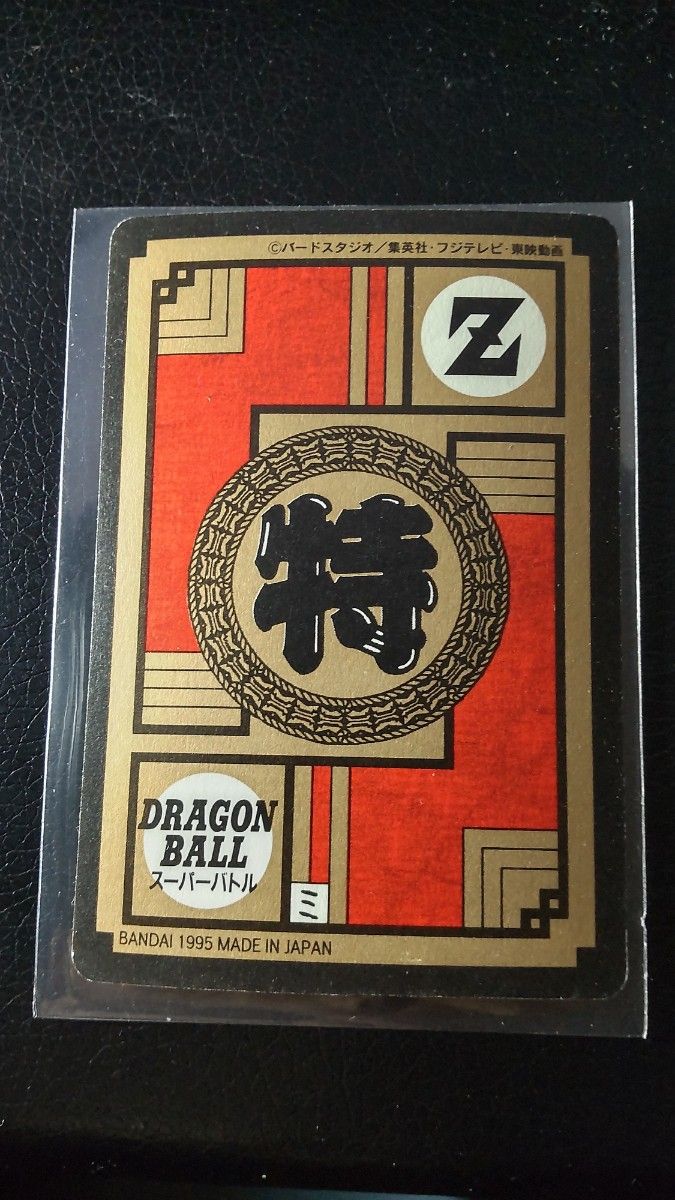 ©バードスタジオ／集英社・フジテレビ・東映動画
Z
特
DRAGON
BALL
スーパーバトル
ミ
BANDAI 1995 MADE IN JAPAN